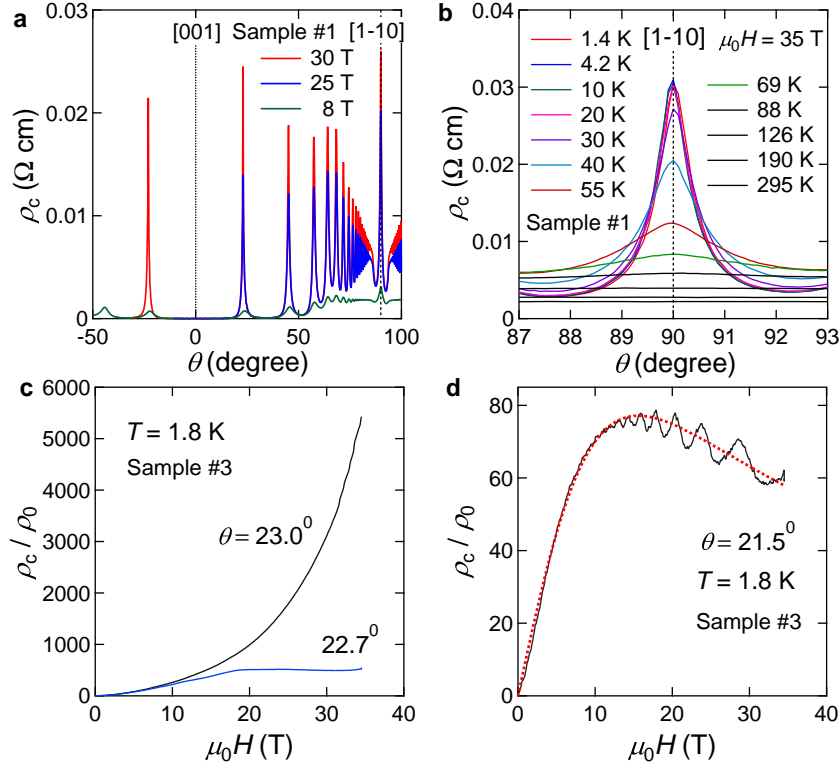 a
[001] Sample #1 [1-10]
30 T
25 T
8 T
0.03
0.02
0.01
0
ρc (Ω cm)
-50 0 50 100
θ (degree)
b
0.04
0.03
0.02
0.01
0
ρc (Ω cm)
1.4 K
4.2 K
10 K
20 K
30 K
40 K
55 K
[1-10] μ0H = 35 T
69 K
88 K
126 K
190 K
295 K
Sample #1
87 88 89 90 91 92 93
θ (degree)
c
6000
5000
4000
3000
2000
1000
0
ρc / ρ0
T = 1.8 K
Sample #3
θ = 23.0⁰
22.7⁰
0 10 20 30 40
μ0H (T)
d
80
60
40
20
0
ρc / ρ0
θ = 21.5⁰
T = 1.8 K
Sample #3
0 10 20 30 40
μ0H (T)